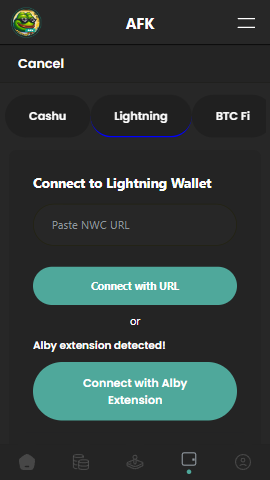 AFK
Cancel
Cashu
Lightning
BTC Fi
Connect to Lightning Wallet
Paste NWC URL
Connect with URL
or
Alby extension detected!
Connect with Alby
Extension